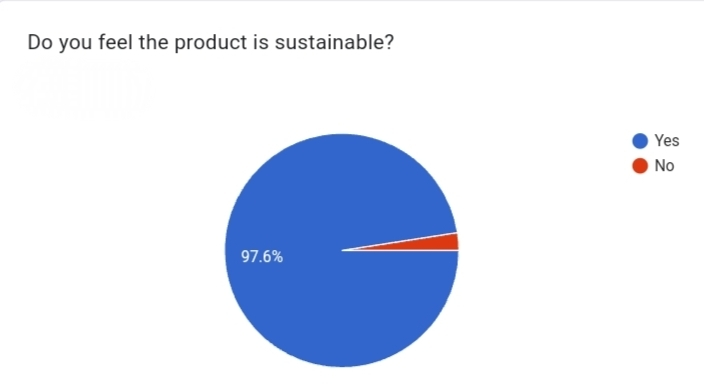 Do you feel the product is sustainable?
Yes
No
97.6%